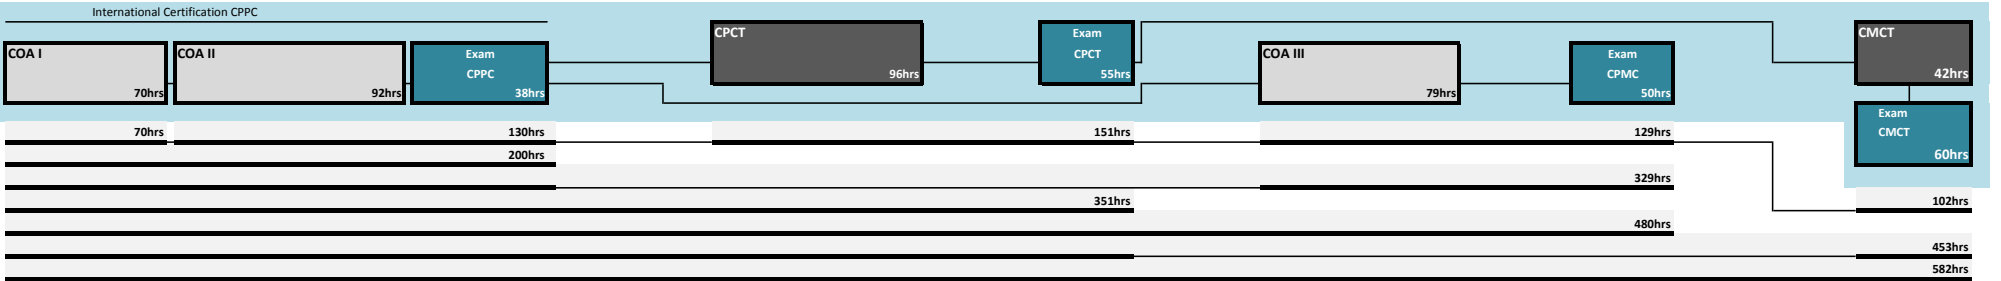 International Certification CPPC
COA I
70hrs
COA II
92hrs
Exam
CPPC
38hrs
CPCT
96hrs
Exam
CPCT
55hrs
COA III
79hrs
Exam
CPMC
50hrs
CMCT
42hrs
Exam
CMCT
60hrs
70hrs
130hrs
151hrs
129hrs
200hrs
329hrs
351hrs
102hrs
480hrs
453hrs
582hrs